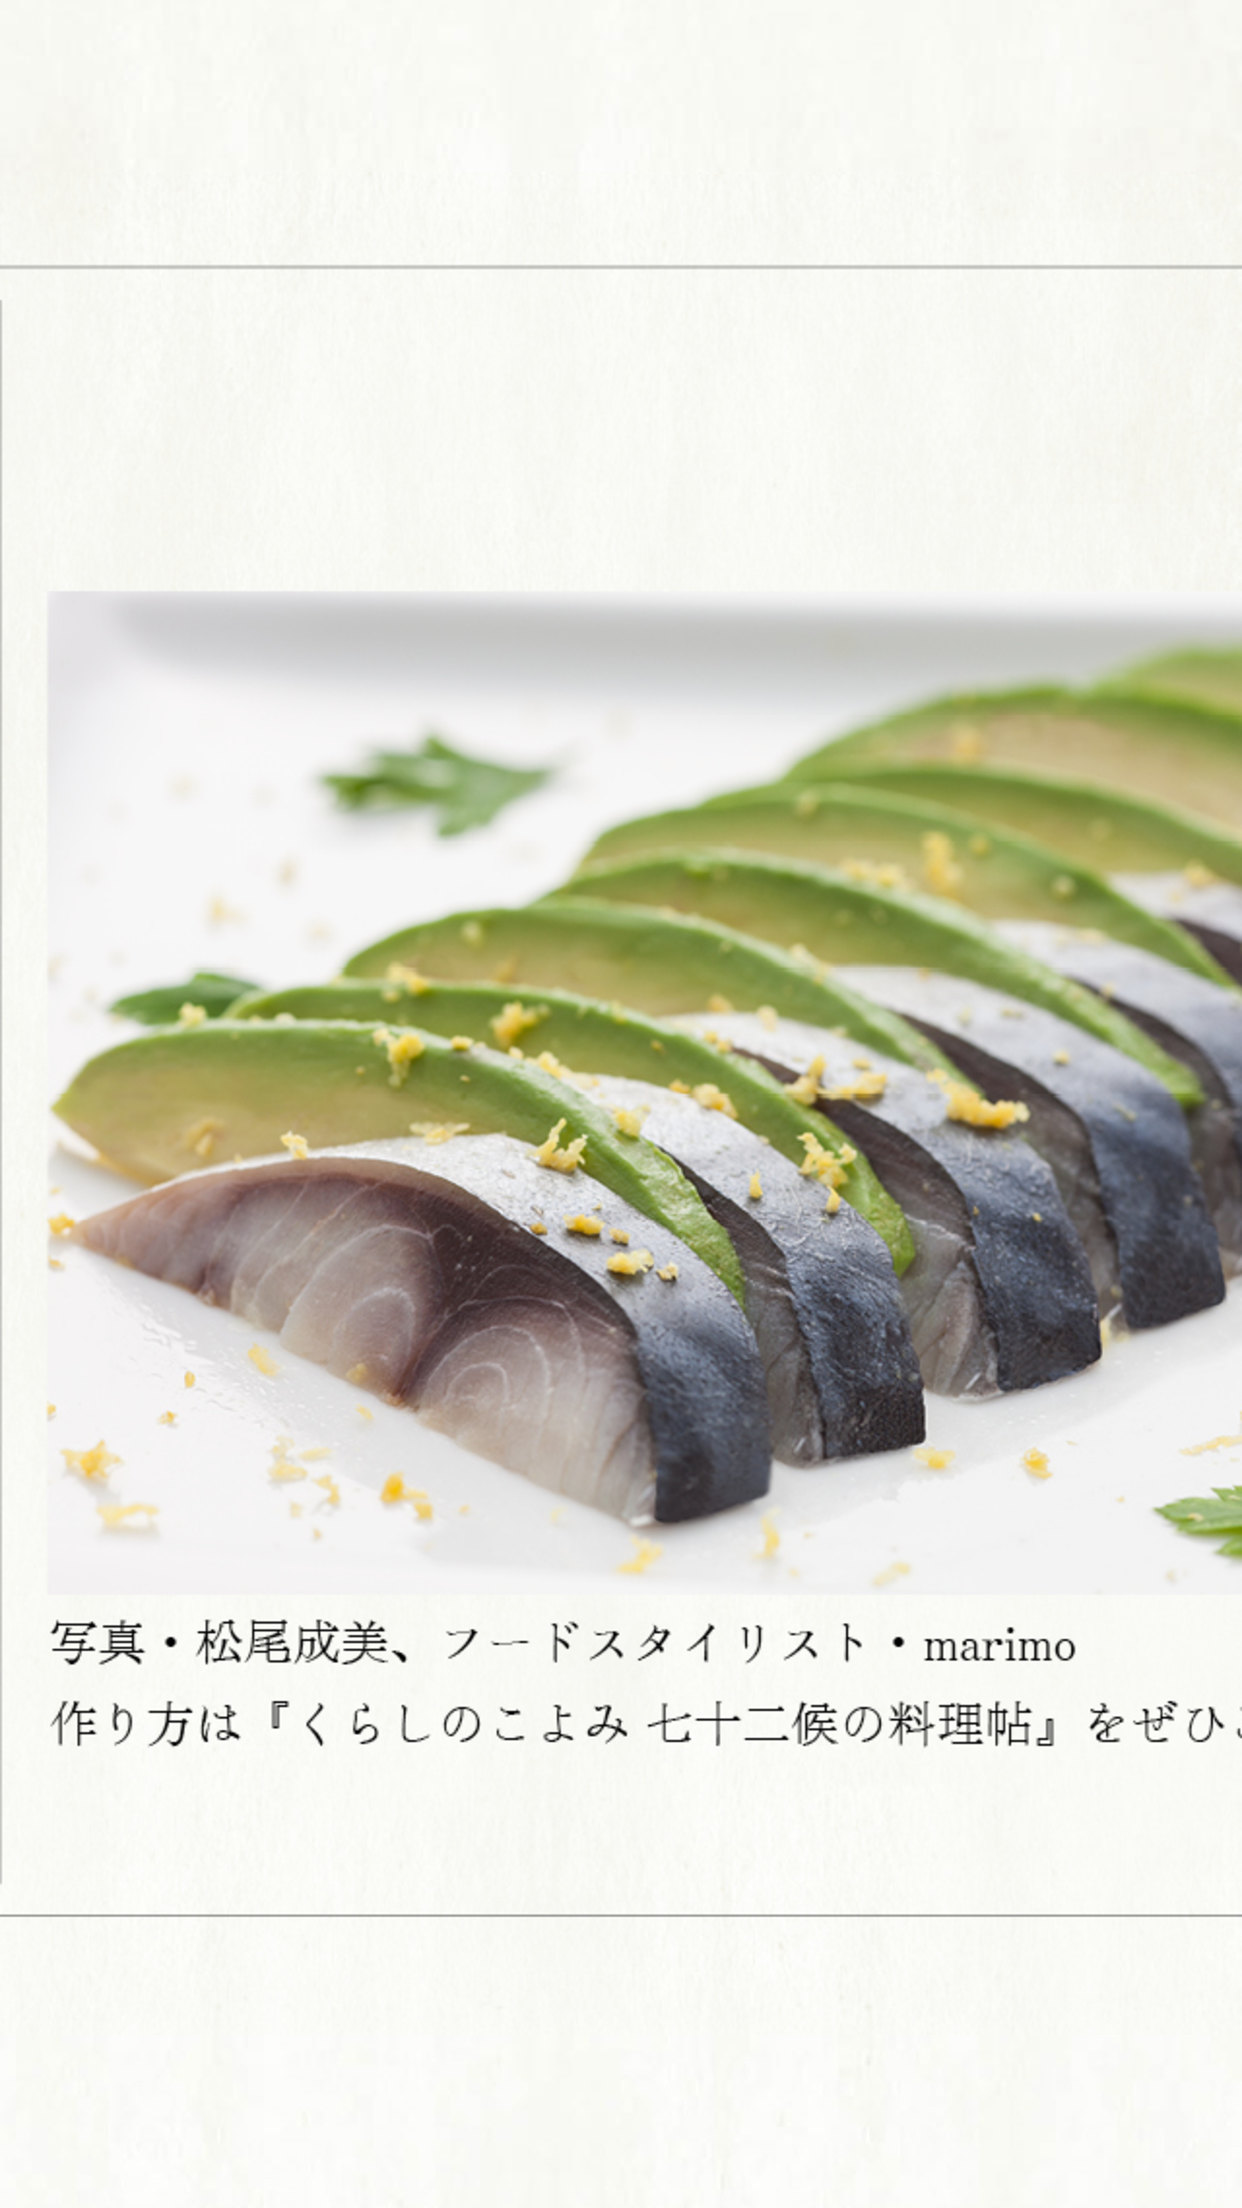 写真・松尾成美、フードスタイリスト・marimo
作り方は『くらしのこよみ 七十二候の料理帖』をぜひ